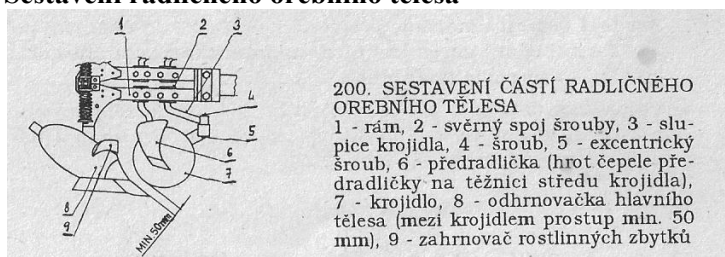 Sestavení radličného orebního tělesa
1
2
3
4
5
6
7
8
9
MIN 50mm
200. SESTAVENÍ ČÁSTÍ RADLIČNÉHO
OREBNÍHO TĚLESA
1 - rám, 2 - svěrný spoj šrouby, 3 - slu-
pice krojidla, 4 - šroub, 5 - excentrický
šroub, 6 - předradlička (hrot čepele pře-
dradličky na těžnici středu krojidla),
7 - krojidlo, 8 - odhrnovačka hlavního
tělesa (mezi krojidlem prostup min. 50
mm), 9 - zahrnovač rostlinných zbytků